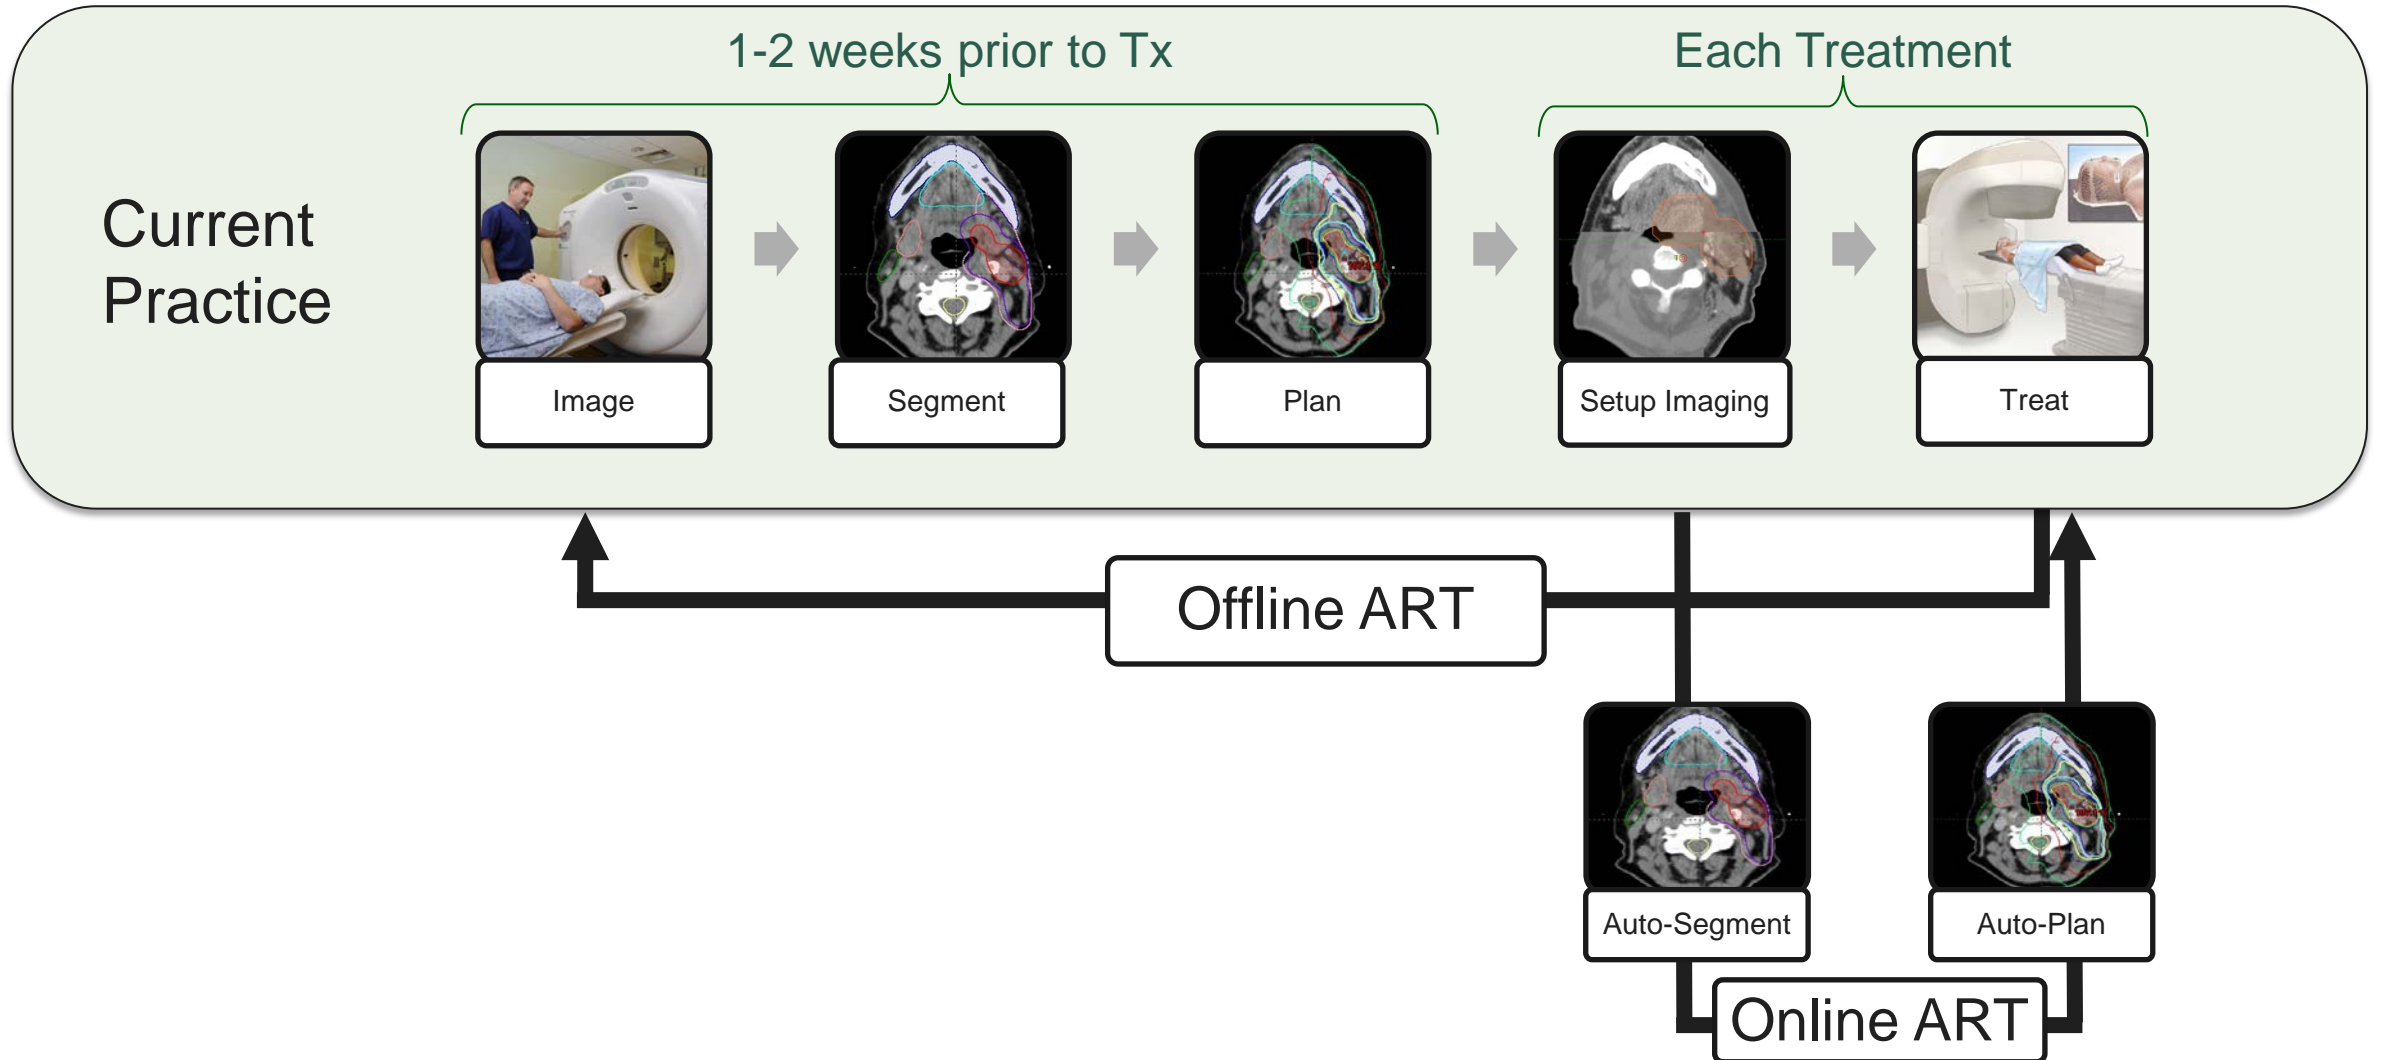 1-2 weeks prior to Tx
Each Treatment
Current
Practice
Image
Segment
Plan
Setup Imaging
Treat
Offline ART
Auto-Segment
Auto-Plan
Online ART